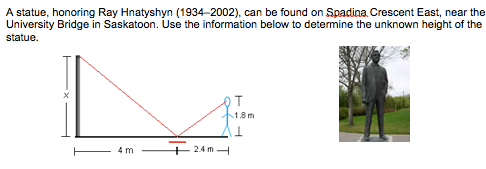 A statue, honoring Ray Hnatyshyn (1934–2002), can be found on Spadina Crescent East, near the
University Bridge in Saskatoon. Use the information below to determine the unknown height of the
statue.
x
1.8 m
4 m
2.4 m